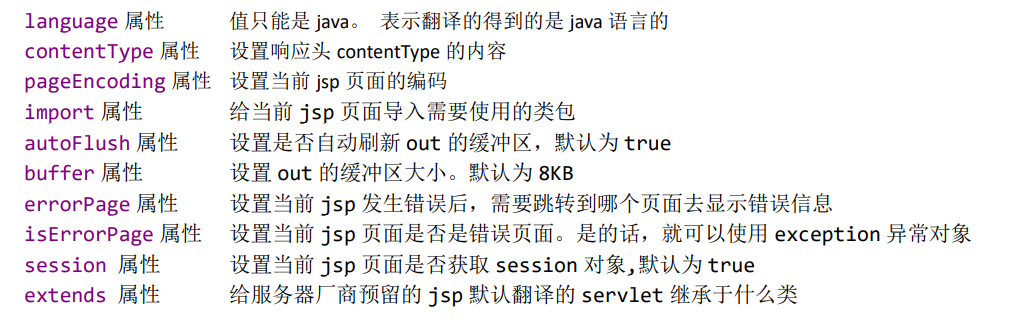 language 属性 值只能是 java。 表示翻译的得到的是 java 语言的
contentType 属性 设置响应头 contentType 的内容
pageEncoding 属性 设置当前 jsp 页面的编码
import 属性 给当前 jsp 页面导入需要使用的类包
autoFlush 属性 设置是否自动刷新 out 的缓冲区，默认为 true
buffer 属性 设置 out 的缓冲区大小。默认为 8KB
errorPage 属性 设置当前 jsp 发生错误后，需要跳转到哪个页面去显示错误信息
isErrorPage 属性 设置当前 jsp 页面是否是错误页面。是的话，就可以使用 exception 异常对象
session 属性 设置当前 jsp 页面是否获取 session 对象,默认为 true
extends 属性 给服务器厂商预留的 jsp 默认翻译的 servlet 继承于什么类